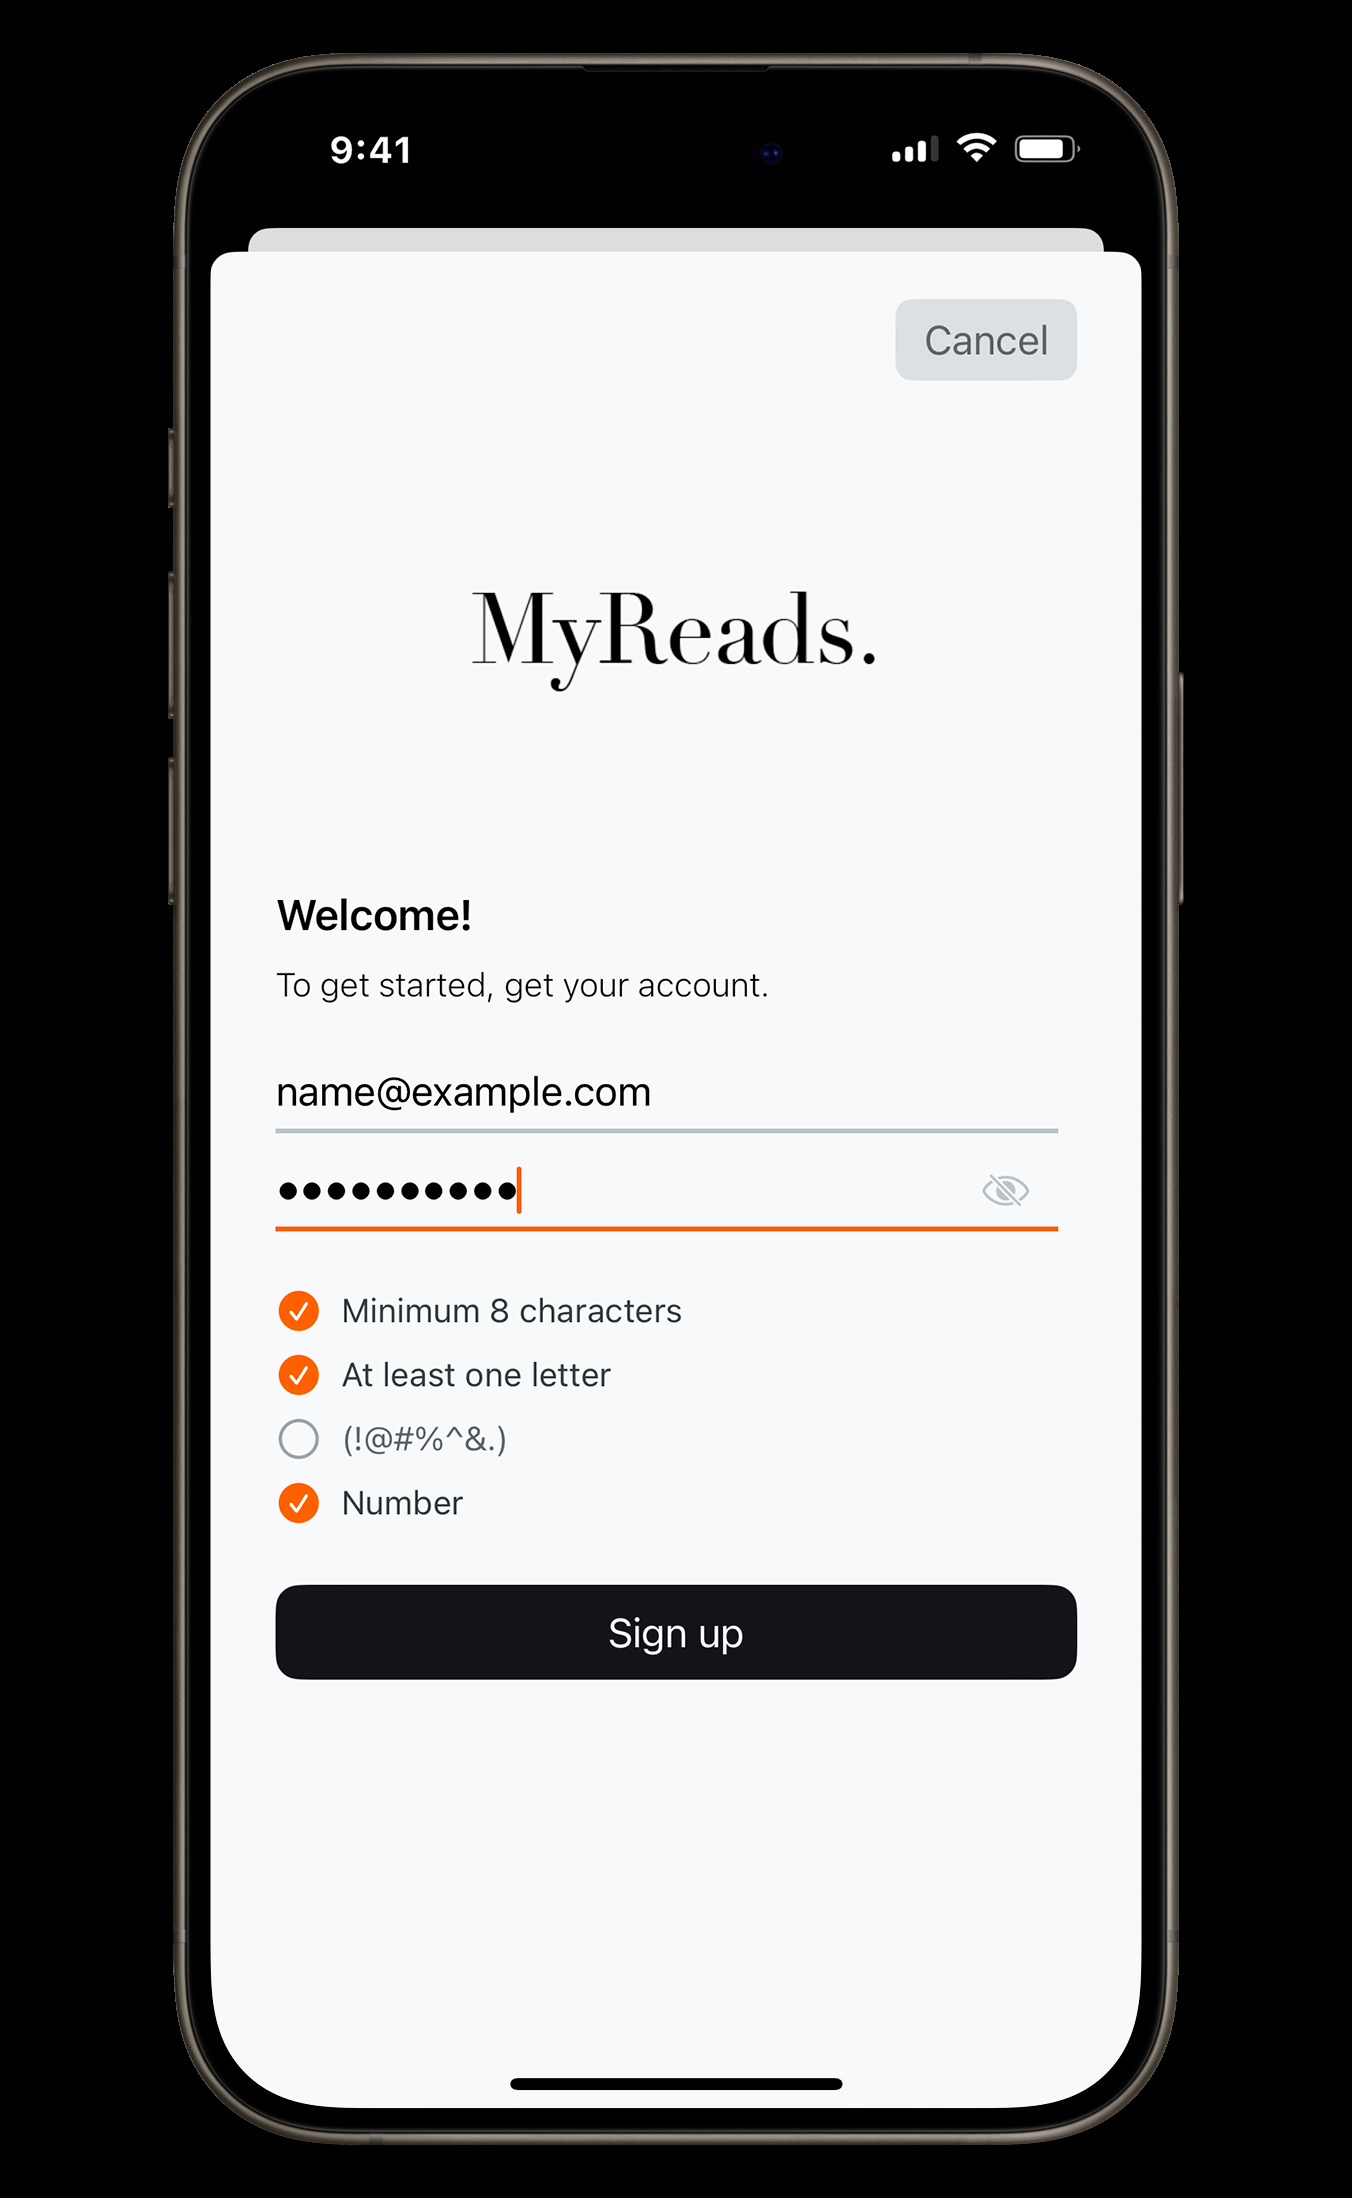 9:41
Cancel
MyReads.
Welcome!
To get started, get your account.
name@example.com
••••••••••
Minimum 8 characters
At least one letter
(!@#%^&.)
Number
Sign up